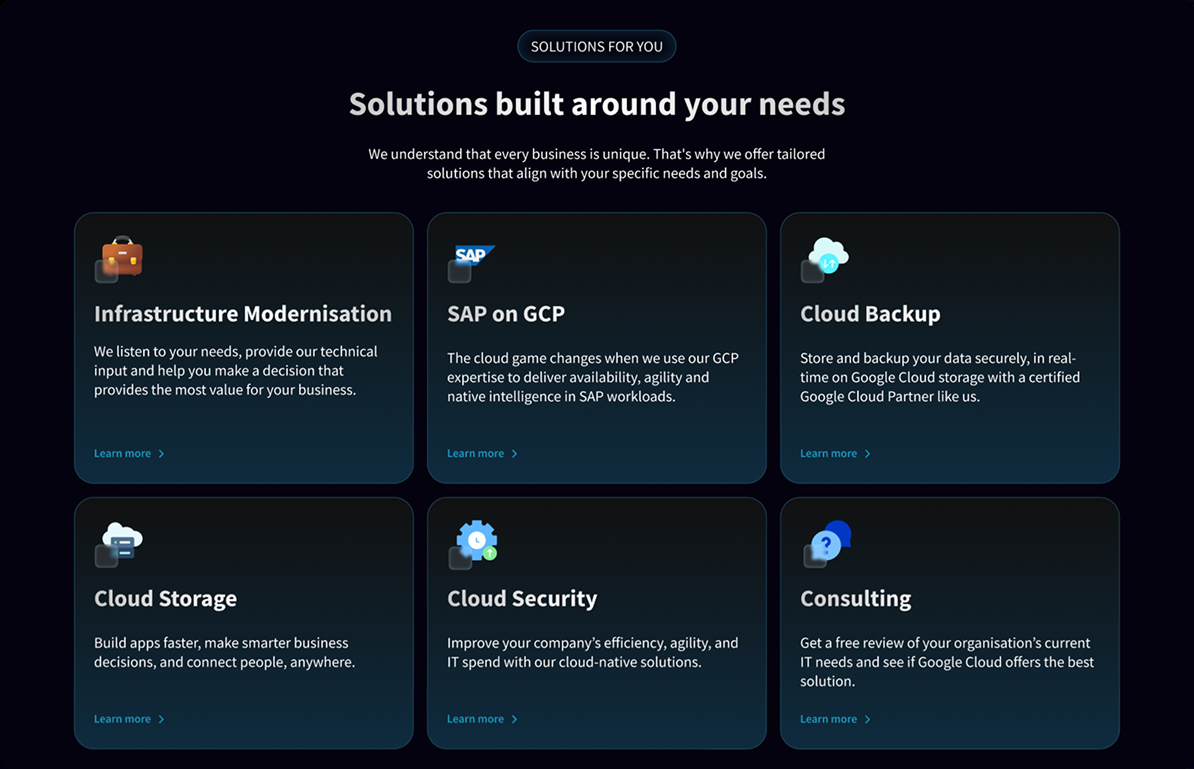 SOLUTIONS FOR YOU
Solutions built around your needs
We understand that every business is unique. That's why we offer tailored
solutions that align with your specific needs and goals.
Infrastructure Modernisation
We listen to your needs, provide our technical
input and help you make a decision that
provides the most value for your business.
Learn more
SAP
SAP on GCP
The cloud game changes when we use our GCP
expertise to deliver availability, agility and
native intelligence in SAP workloads.
Learn more
Cloud Backup
Store and backup your data securely, in real-
time on Google Cloud storage with a certified
Google Cloud Partner like us.
Learn more
Cloud Storage
Build apps faster, make smarter business
decisions, and connect people, anywhere.
Learn more
Cloud Security
Improve your company’s efficiency, agility, and
IT spend with our cloud-native solutions.
Learn more
?
Consulting
Get a free review of your organisation’s current
IT needs and see if Google Cloud offers the best
solution.
Learn more